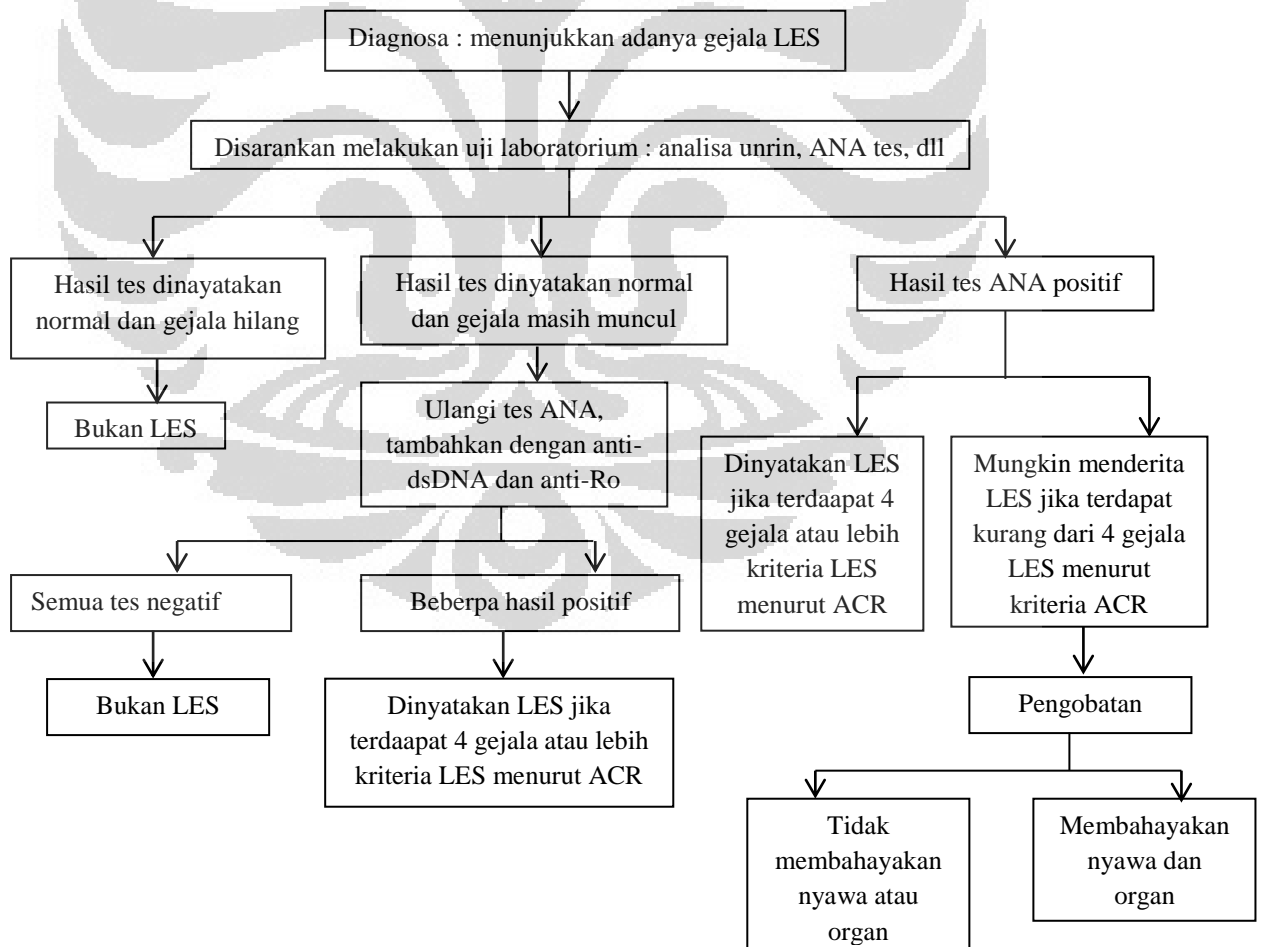 Diagnosa : menunjukkan adanya gejala LES
Disarankan melakukan uji laboratorium : analisa unrin, ANA tes, dll
Hasil tes dinayatakan
normal dan gejala hilang
Hasil tes dinyatakan normal
dan gejala masih muncul
Hasil tes ANA positif
Bukan LES
Ulangi tes ANA,
tambahkan dengan anti-
dsDNA dan anti-Ro
Dinyatakan LES
jika terdaapat 4
gejala atau lebih
kriteria LES
menurut ACR
Mungkin menderita
LES jika terdapat
kurang dari 4 gejala
LES menurut
kriteria ACR
Semua tes negatif
Beberpa hasil positif
Bukan LES
Dinyatakan LES jika
terdaapat 4 gejala atau lebih
kriteria LES menurut ACR
Pengobatan
Tidak
membahayakan
nyawa atau
organ
Membahayakan
nyawa dan
organ